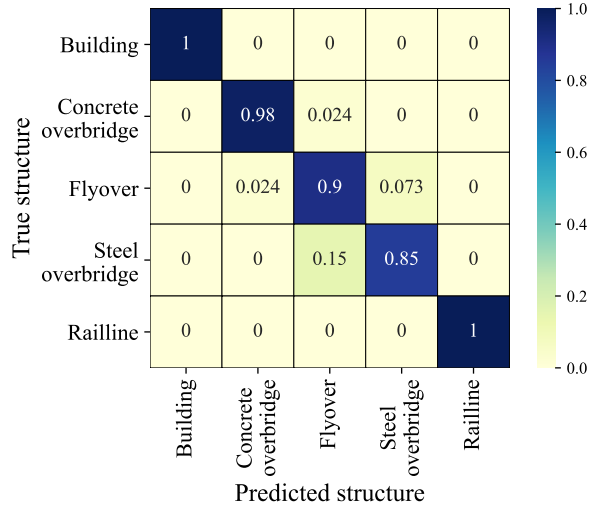 Building 1 0 0 0 0
Concrete
overbridge 0 0.98 0.024 0 0
Flyover 0 0.024 0.9 0.073 0
Steel
overbridge 0 0 0.15 0.85 0
Railline 0 0 0 0 1
True structure
Building
Concrete
overbridge
Flyover
Steel
overbridge
Railline
Predicted structure
1.0
0.8
0.6
0.4
0.2
0.0